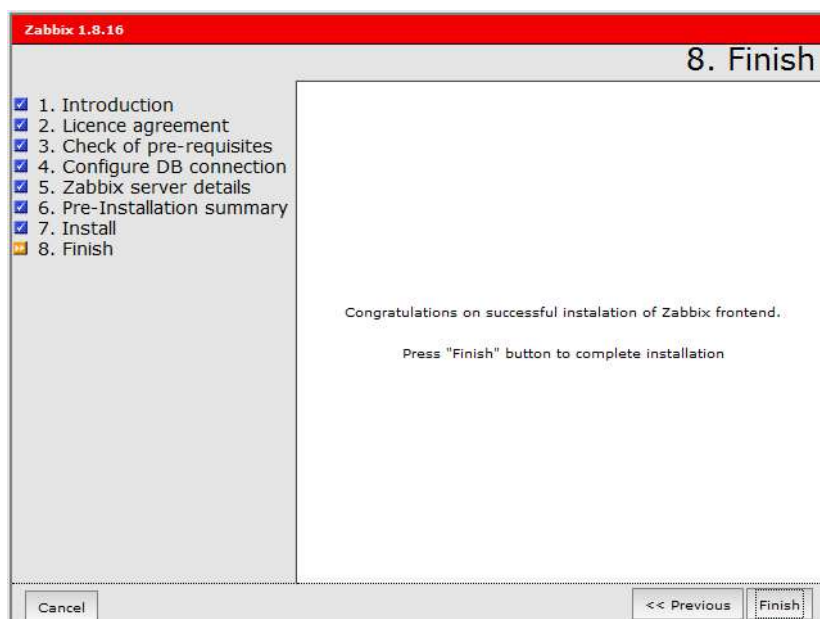 Zabbix 1.8.16
8. Finish
1. Introduction
2. Licence agreement
3. Check of pre-requisites
4. Configure DB connection
5. Zabbix server details
6. Pre-Installation summary
7. Install
8. Finish
Congratulations on successful instalation of Zabbix frontend.
Press "Finish" button to complete installation
Cancel
<< Previous
Finish